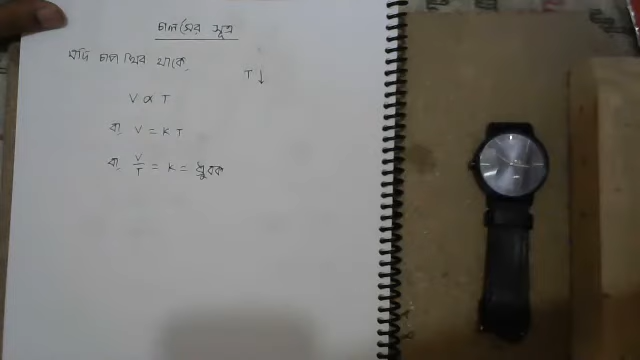 চার্লসের সূত্র
যদি চাপ স্থির থাকে,
T ↓
V ∝ T
বা, V = K T
বা, V/T = K = ধ্রুবক